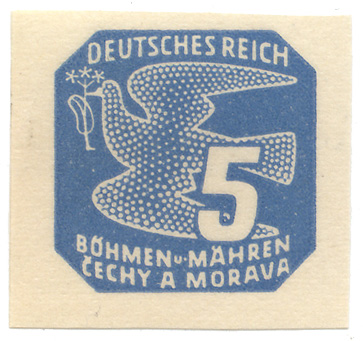 DEUTSCHES REICH
5
BÖHMEN u. MÄHREN
ČECHY A MORAVA